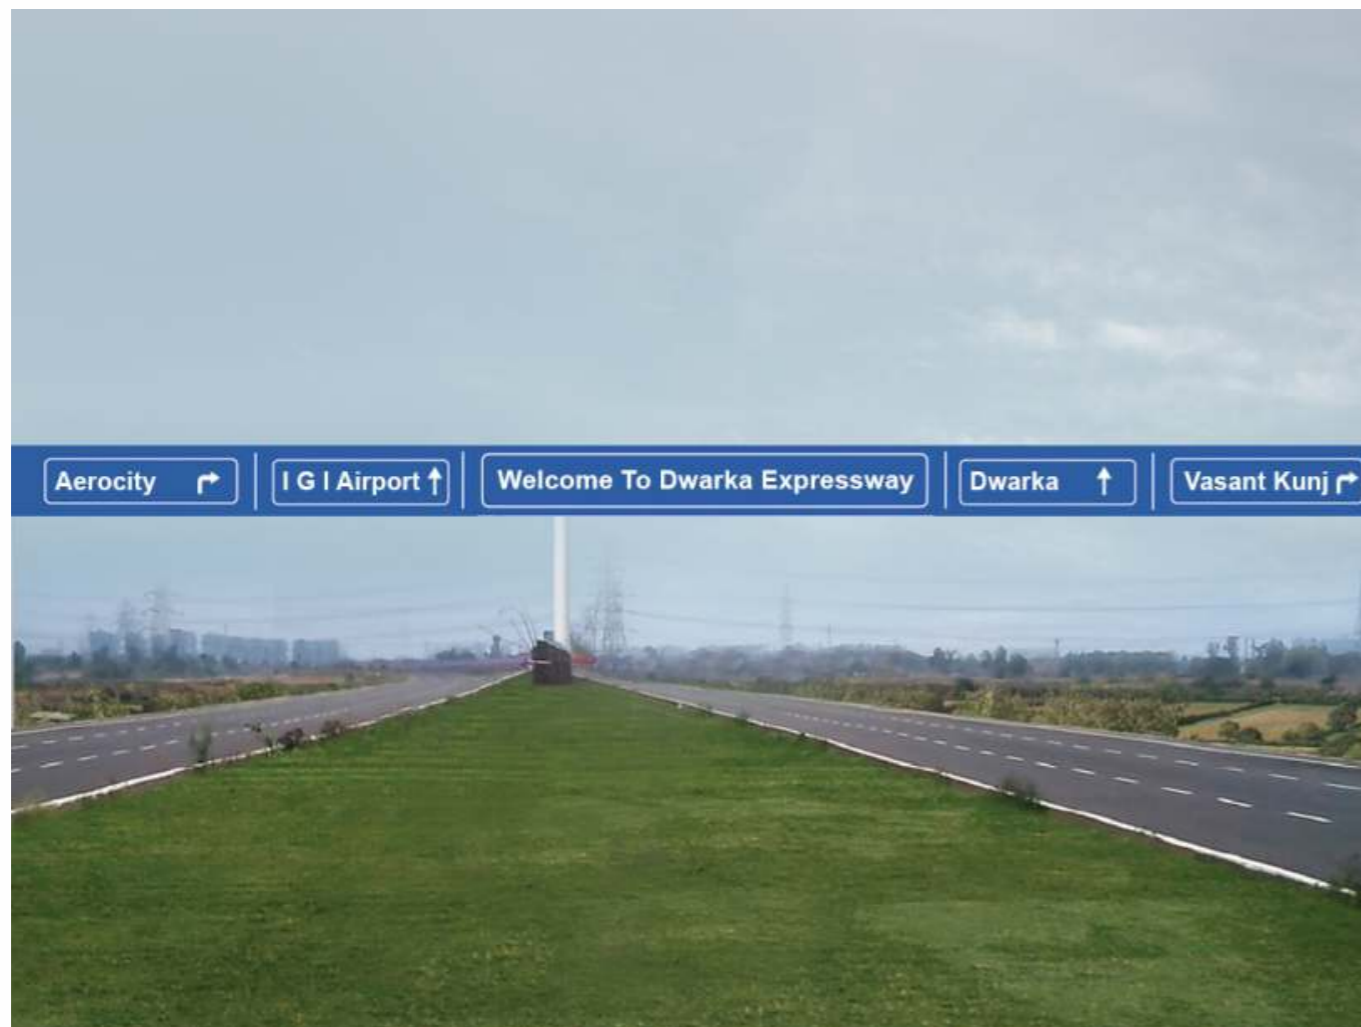 Aerocity
I G I Airport
Welcome To Dwarka Expressway
Dwarka
Vasant Kunj